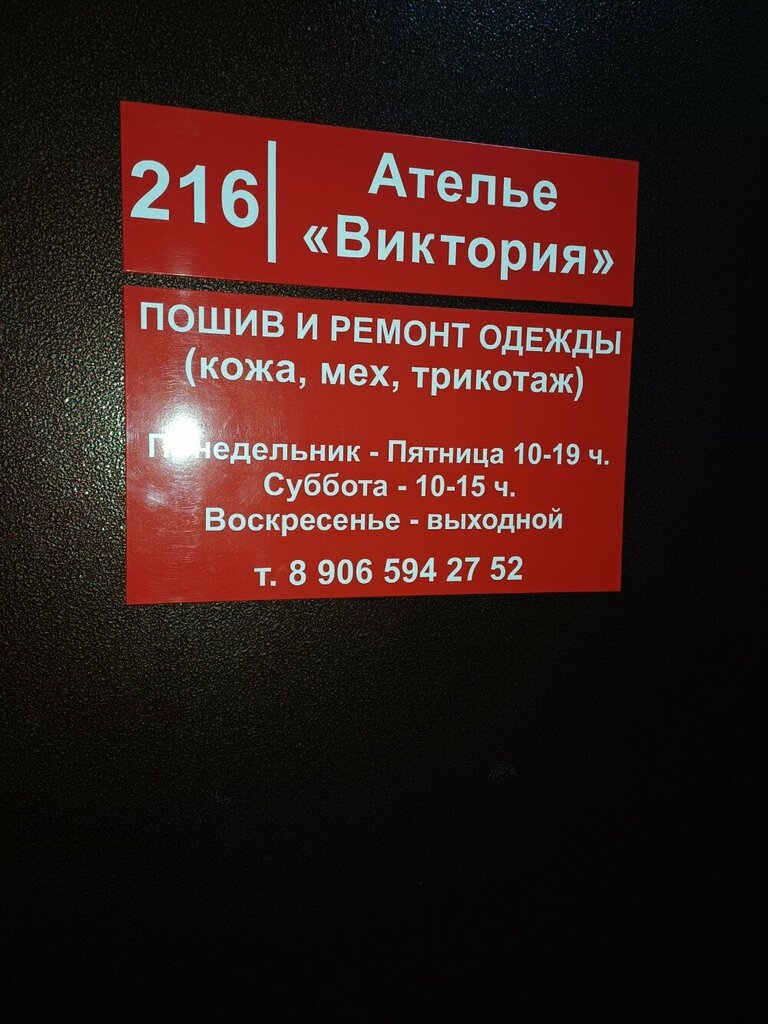 216
Ателье
«Виктория»
ПОШИВ И РЕМОНТ ОДЕЖДЫ
(кожа, мех, трикотаж)
Понедельник - Пятница 10-19 ч.
Суббота - 10-15 ч.
Воскресенье - выходной
т. 8 906 594 27 52